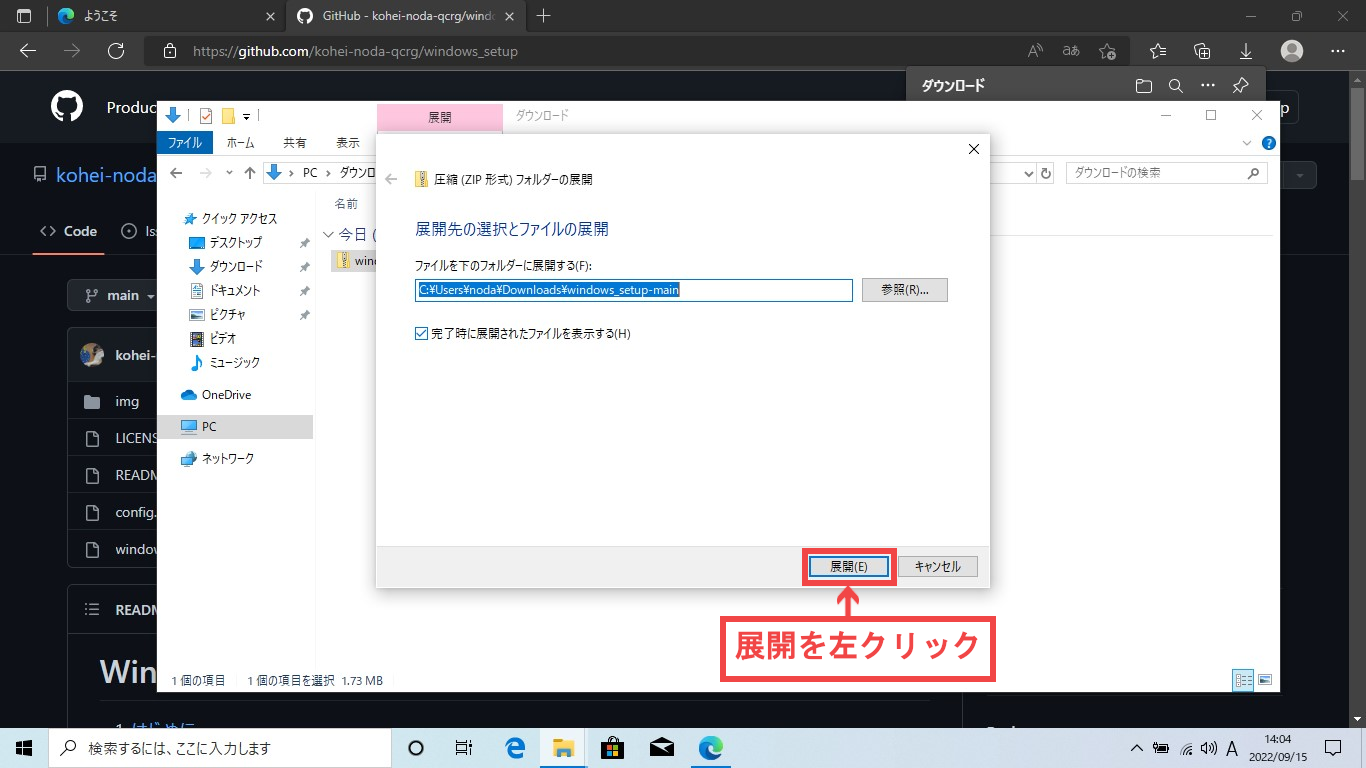 ようこそ
GitHub - kohei-noda-qcrg/windo
https://github.com/kohei-noda-qcrg/windows_setup
ダウンロード
Produc
p
展開
ダウンロード
ファイル
ホーム
共有
表示
PC
ダウンロ
ダウンロードの検索
kohei-noda
Code
Iss
main
kohei-
img
LICENS
READM
config.
window
READM
Win
1. はじめに
クイック アクセス
デスクトップ
ダウンロード
ドキュメント
ピクチャ
ビデオ
ミュージック
OneDrive
PC
ネットワーク
名前
今日 (
wind
圧縮 (ZIP 形式) フォルダーの展開
展開先の選択とファイルの展開
ファイルを下のフォルダーに展開する(F):
C:¥Users¥noda¥Downloads¥windows_setup-main
参照(R)...
完了時に展開されたファイルを表示する(H)
展開(E)
キャンセル
展開を左クリック
1 個の項目
1 個の項目を選択 1.73 MB
検索するには、ここに入力します
A
14:04
2022/09/15